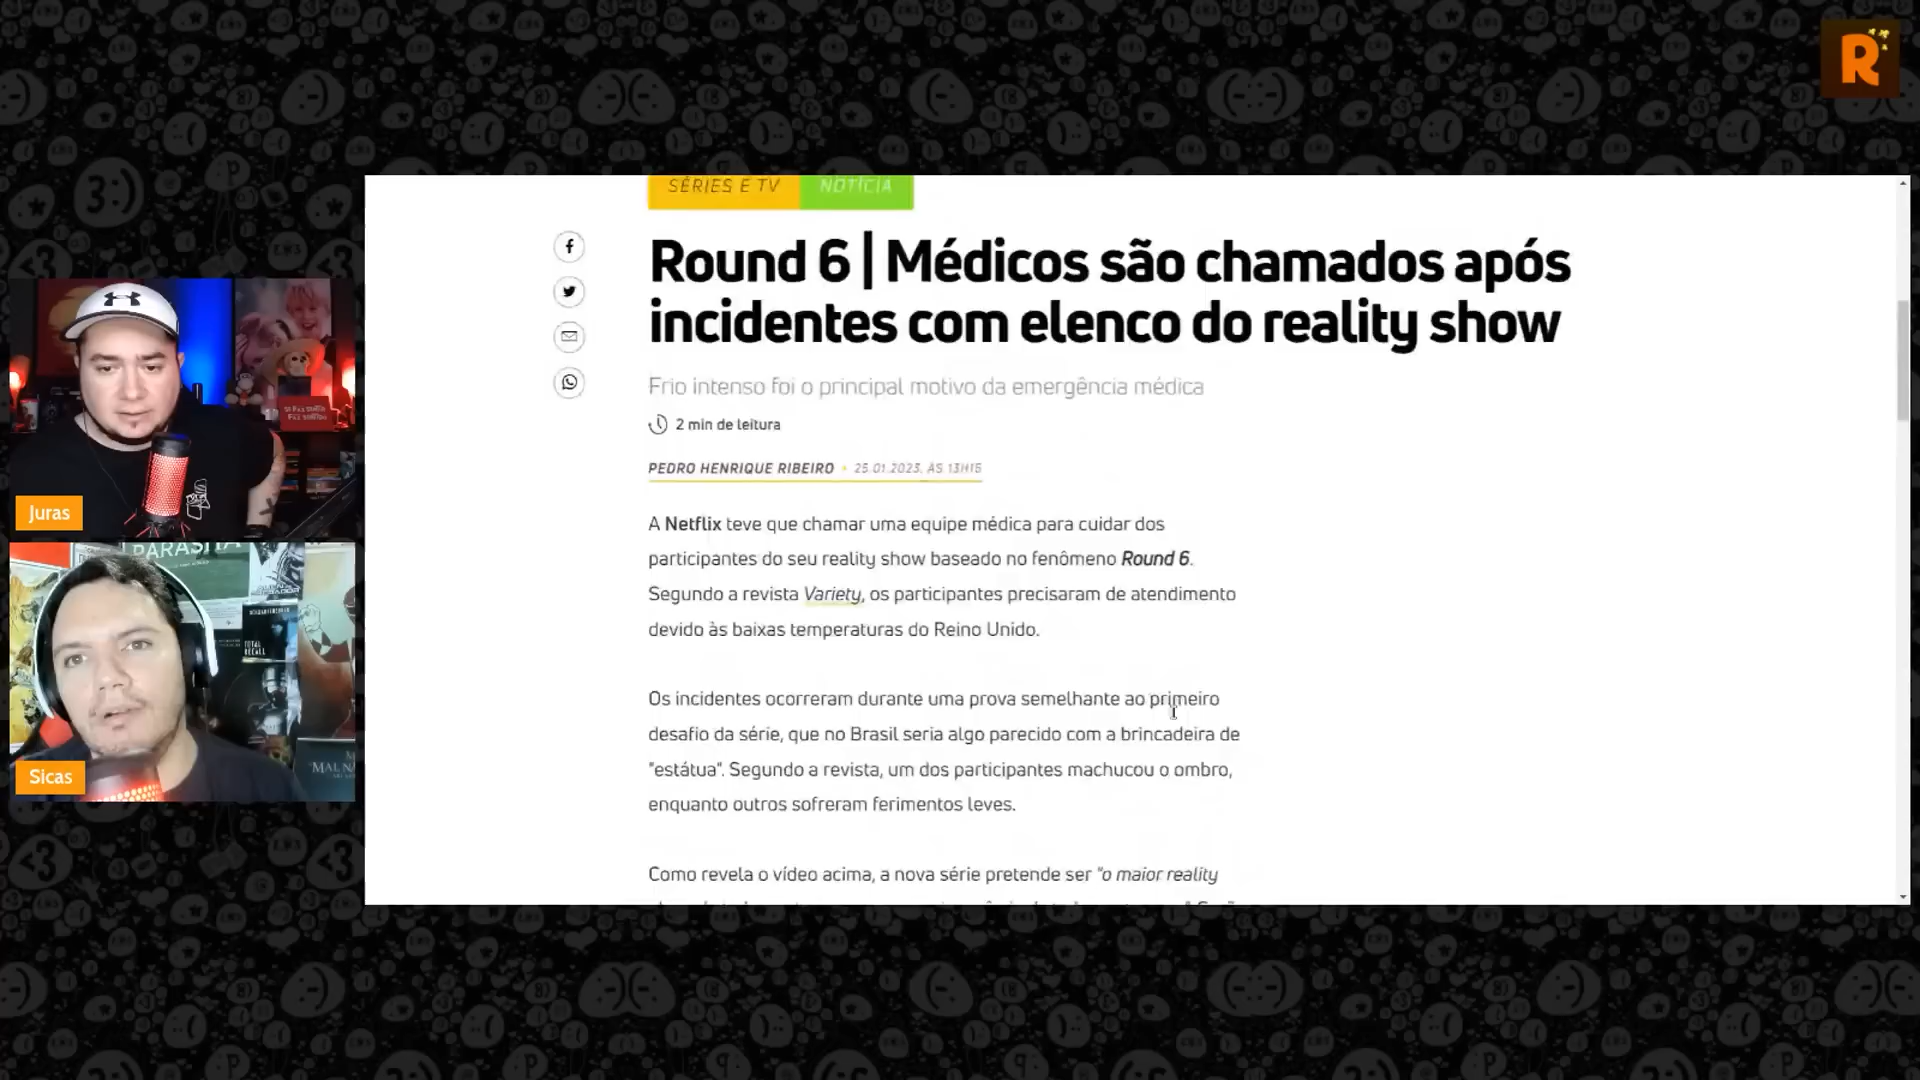 R
SÉRIES E TV NOTÍCIA
Round 6 | Médicos são chamados após
incidentes com elenco do reality show
Frio intenso foi o principal motivo da emergência médica
2 min de leitura
PEDRO HENRIQUE RIBEIRO • 25.01.2023, ÀS 13H15
A Netflix teve que chamar uma equipe médica para cuidar dos
participantes do seu reality show baseado no fenômeno Round 6.
Segundo a revista Variety, os participantes precisaram de atendimento
devido às baixas temperaturas do Reino Unido.
Os incidentes ocorreram durante uma prova semelhante ao primeiro
desafio da série, que no Brasil seria algo parecido com a brincadeira de
"estátua". Segundo a revista, um dos participantes machucou o ombro,
enquanto outros sofreram ferimentos leves.
Como revela o vídeo acima, a nova série pretende ser "o maior reality
Juras
PARASITA
TOTAL
RECALL
Sicas